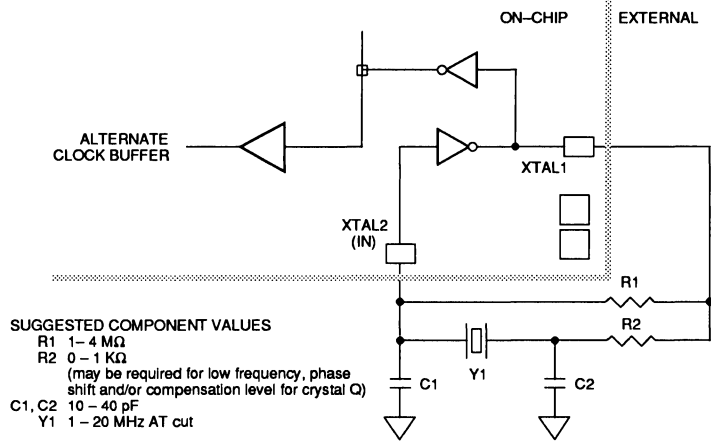 ON–CHIP
EXTERNAL
ALTERNATE
CLOCK BUFFER
XTAL1
XTAL2
(IN)
R1
R2
Y1
C1
C2
SUGGESTED COMPONENT VALUES
R1 1– 4 MΩ
R2 0 – 1 KΩ
(may be required for low frequency, phase
shift and/or compensation level for crystal Q)
C1, C2 10 – 40 pF
Y1 1 – 20 MHz AT cut